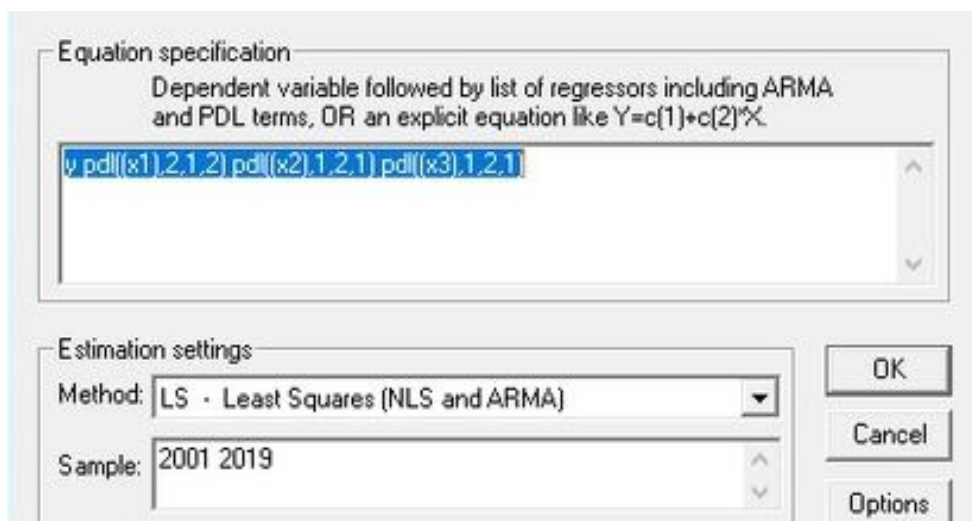 Equation specification
Dependent variable followed by list of regressors including ARMA
and PDL terms, OR an explicit equation like Y=c(1)+c(2)*X.
y pdl((x1),2,1,2) pdl((x2),1,2,1) pdl((x3),1,2,1)
Estimation settings
Method: LS - Least Squares (NLS and ARMA)
Sample: 2001 2019
OK
Cancel
Options